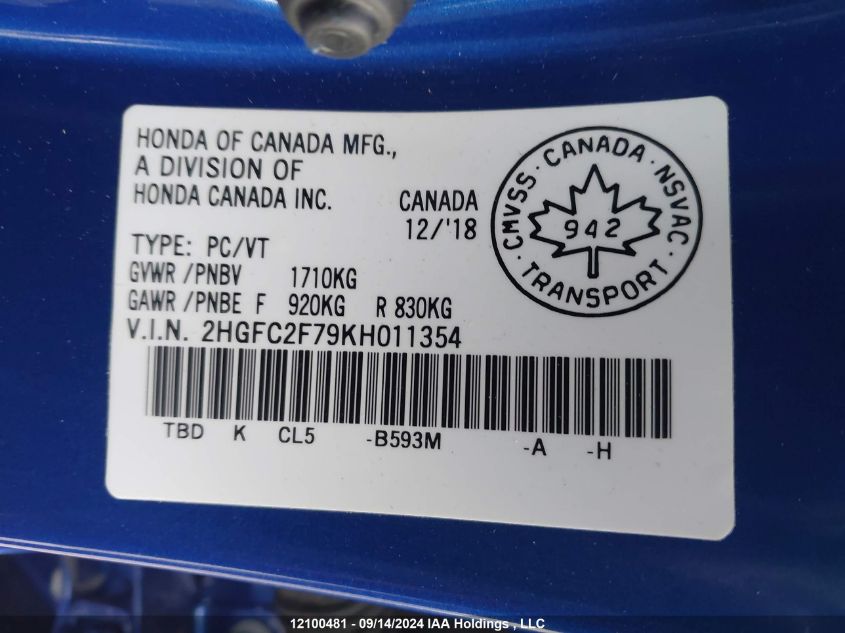 HONDA OF CANADA MFG.,
A DIVISION OF
HONDA CANADA INC.
CANADA
12/'18
TYPE: PC/VT
GVWR /PNBV 1710KG
GAWR /PNBE F 920KG R 830KG
V.I.N. 2HGFC2F79KH011354
TBD K CL5 -B593M -A -H
CMVSS · CANADA · NSVAC · TRANSPORT ·
942
12100481 - 09/14/2024 IAA Holdings , LLC